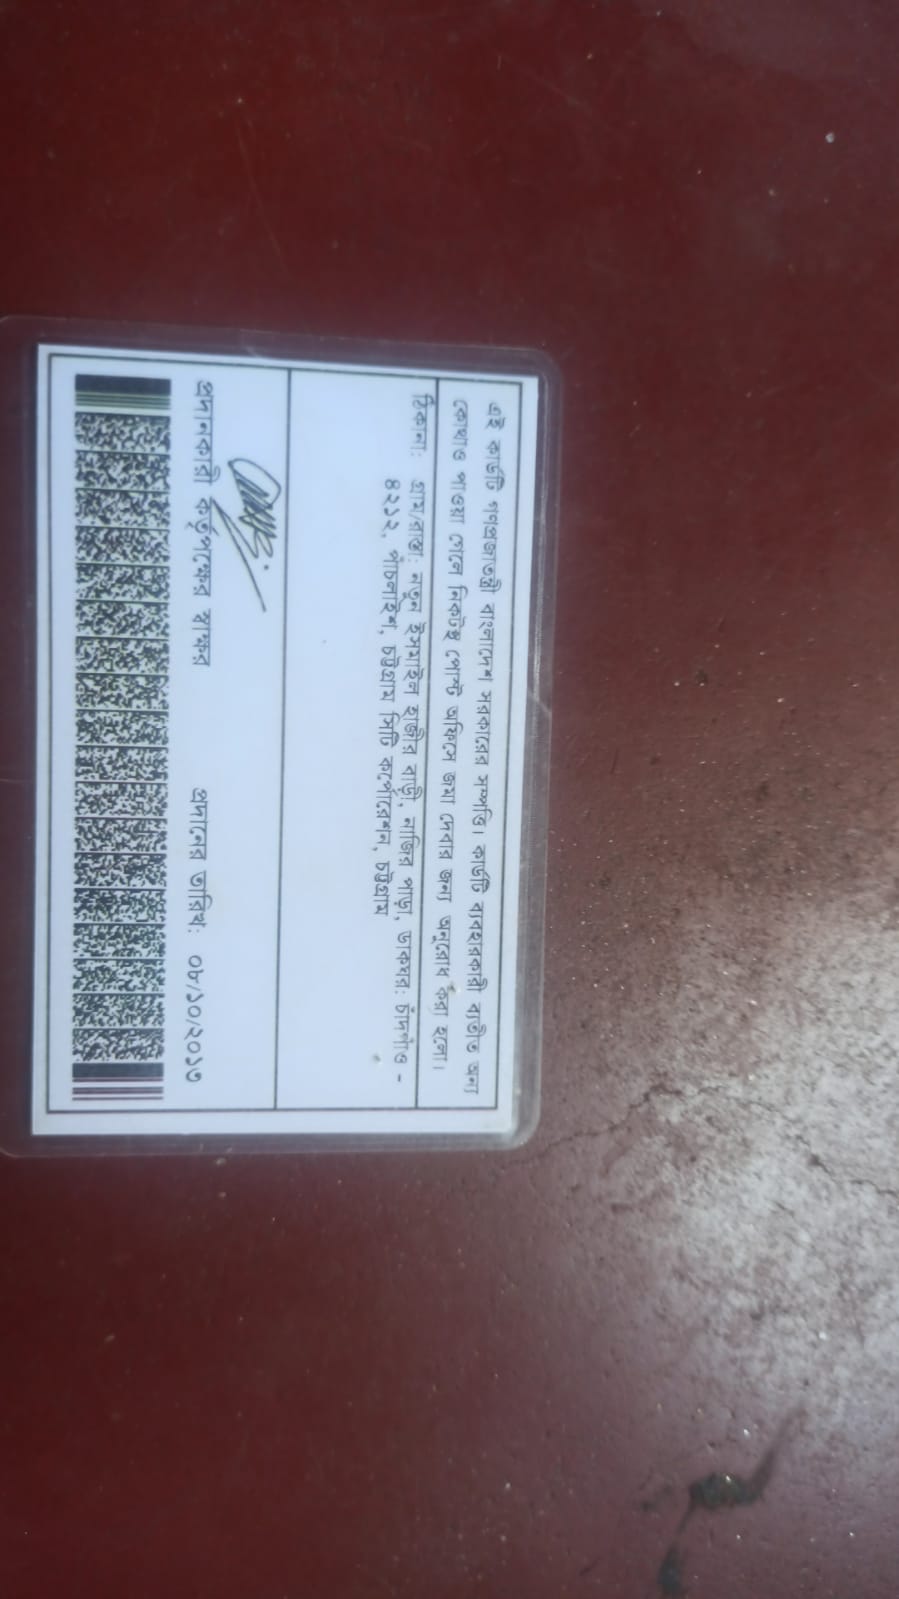 এই কার্ডটি গণপ্রজাতন্ত্রী বাংলাদেশ সরকারের সম্পত্তি। কার্ডটি ব্যবহারকারী ব্যতীত অন্য
কোথাও পাওয়া গেলে নিকটস্থ পোস্ট অফিসে জমা দেবার জন্য অনুরোধ করা হলো।
ঠিকানা: গ্রাম/রাস্তা: নতুন ইসমাইল হাজীর বাড়ী, নাজির পাড়া, ডাকঘর: চাঁদগাঁও -
৪২১২, পাঁচলাইশ, চট্টগ্রাম সিটি কর্পোরেশন, চট্টগ্রাম
প্রদানকারী কর্তৃপক্ষের স্বাক্ষর প্রদানের তারিখ: ০৮/১০/২০১৩